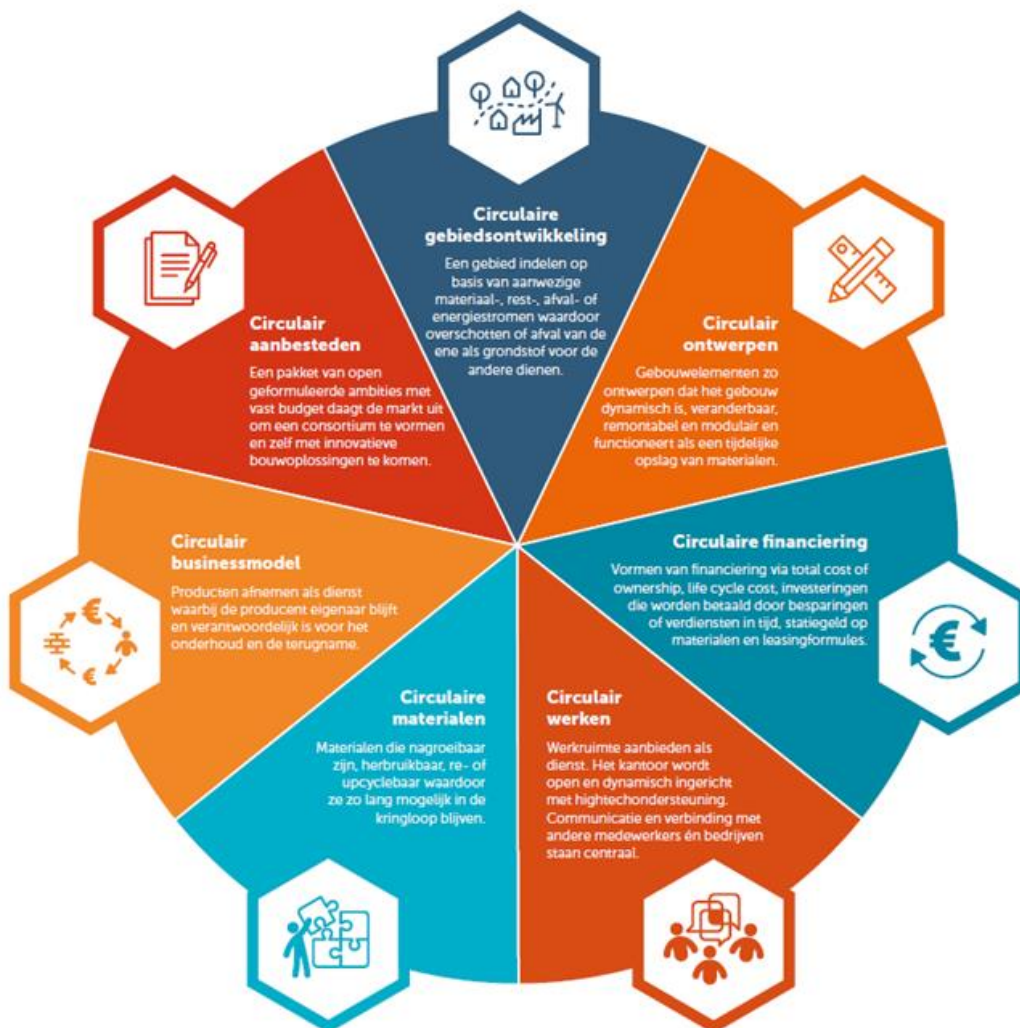 Circulaire
gebiedsontwikkeling
Een gebied indelen op
basis van aanwezige
materiaal-, rest-, afval- of
energiestromen waardoor
overschotten of afval van de
ene als grondstof voor de
andere dienen.
Circulair
ontwerpen
Gebouwelementen zo
ontwerpen dat het gebouw
dynamisch is, veranderbaar,
remontabel en modulair en
functioneert als een tijdelijke
opslag van materialen.
Circulaire financiering
Vormen van financiering via total cost of
ownership, life cycle cost, investeringen
die worden betaald door besparingen
of verdiensten in tijd, statiegeld op
materialen en leasingformules.
€
Circulair
werken
Werkruimte aanbieden als
dienst. Het kantoor wordt
open en dynamisch ingericht
met hightechondersteuning.
Communicatie en verbinding met
andere medewerkers én bedrijven
staan centraal.
Circulaire
materialen
Materialen die nagroeibaar
zijn, herbruikbaar, re- of
upcyclebaar waardoor
ze zo lang mogelijk in de
kringloop blijven.
Circulair
businessmodel
Producten afnemen als dienst
waarbij de producent eigenaar blijft
en verantwoordelijk is voor het
onderhoud en de terugname.
€
€
Circulair
aanbesteden
Een pakket van open
geformuleerde ambities met
vast budget daagt de markt uit
om een consortium te vormen
en zelf met innovatieve
bouwoplossingen te komen.